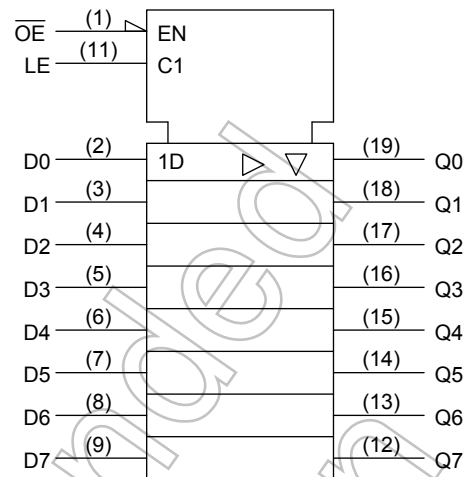 OE (1) EN
LE (11) C1
D0 (2) 1D (19) Q0
D1 (3) (18) Q1
D2 (4) (17) Q2
D3 (5) (16) Q3
D4 (6) (15) Q4
D5 (7) (14) Q5
D6 (8) (13) Q6
D7 (9) (12) Q7